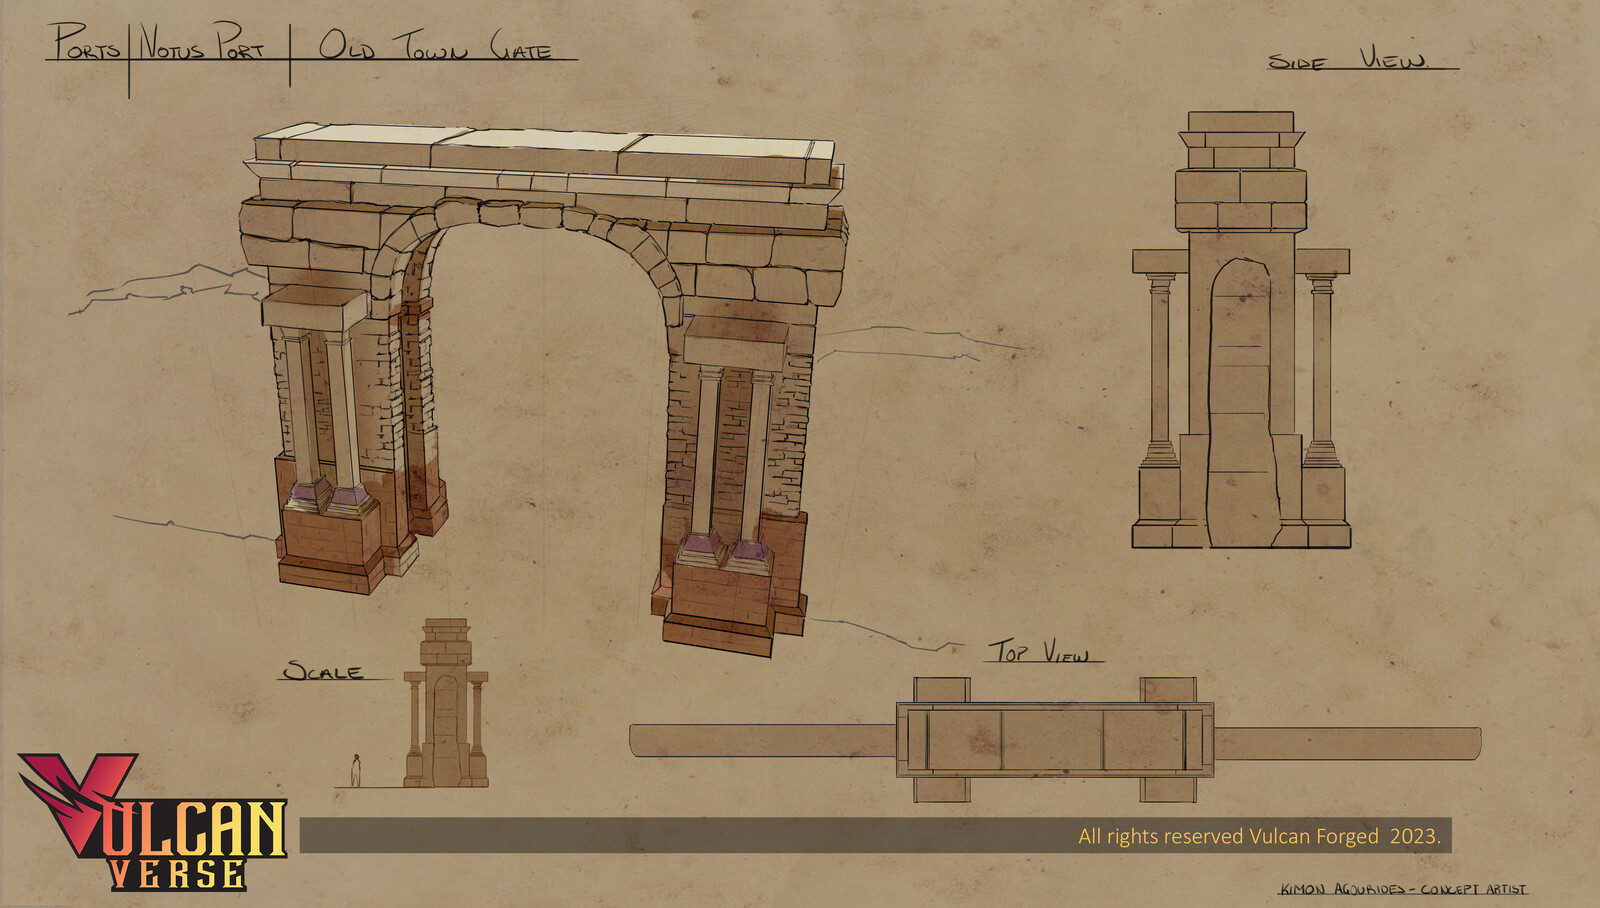 PORTS | NOTUS PORT | OLD TOWN GATE
SIDE VIEW
SCALE
TOP VIEW
VULCAN
VERSE
All rights reserved Vulcan Forged 2023.
KIMON AGOURIDES - CONCEPT ARTIST